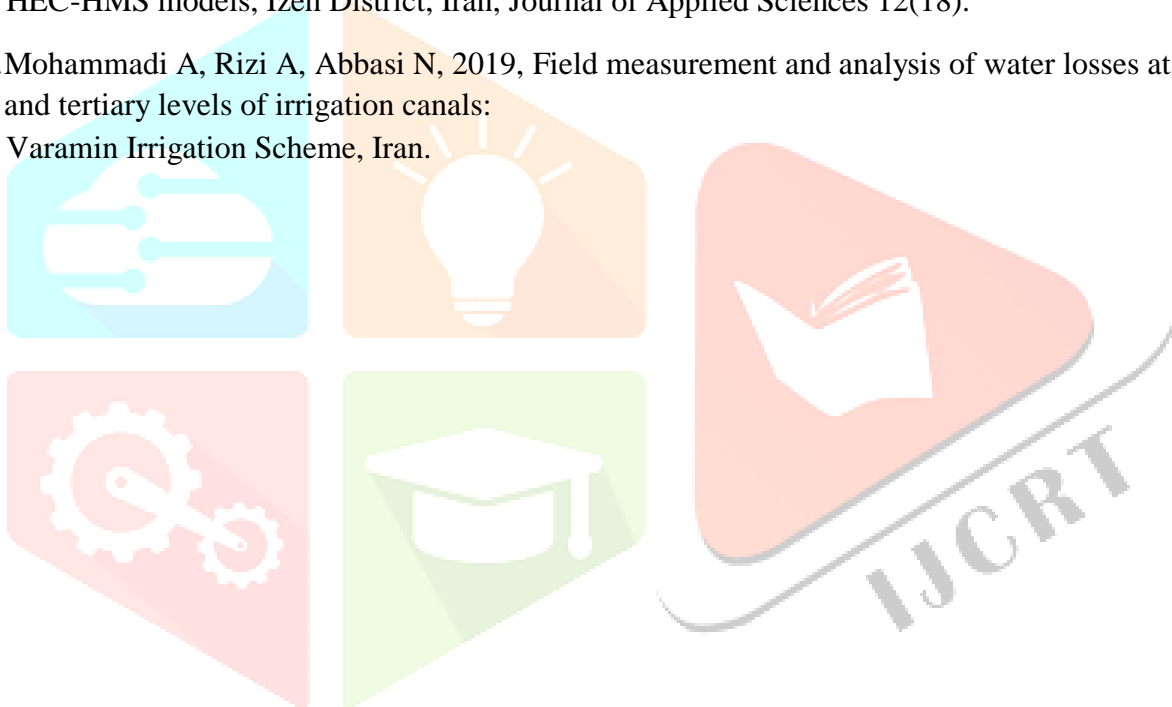 HEC-HMS models, Izeh District, Iran, Journal of Applied Sciences 12(18).
.Mohammadi A, Rizi A, Abbasi N, 2019, Field measurement and analysis of water losses at
and tertiary levels of irrigation canals:
Varamin Irrigation Scheme, Iran.
IJCRT